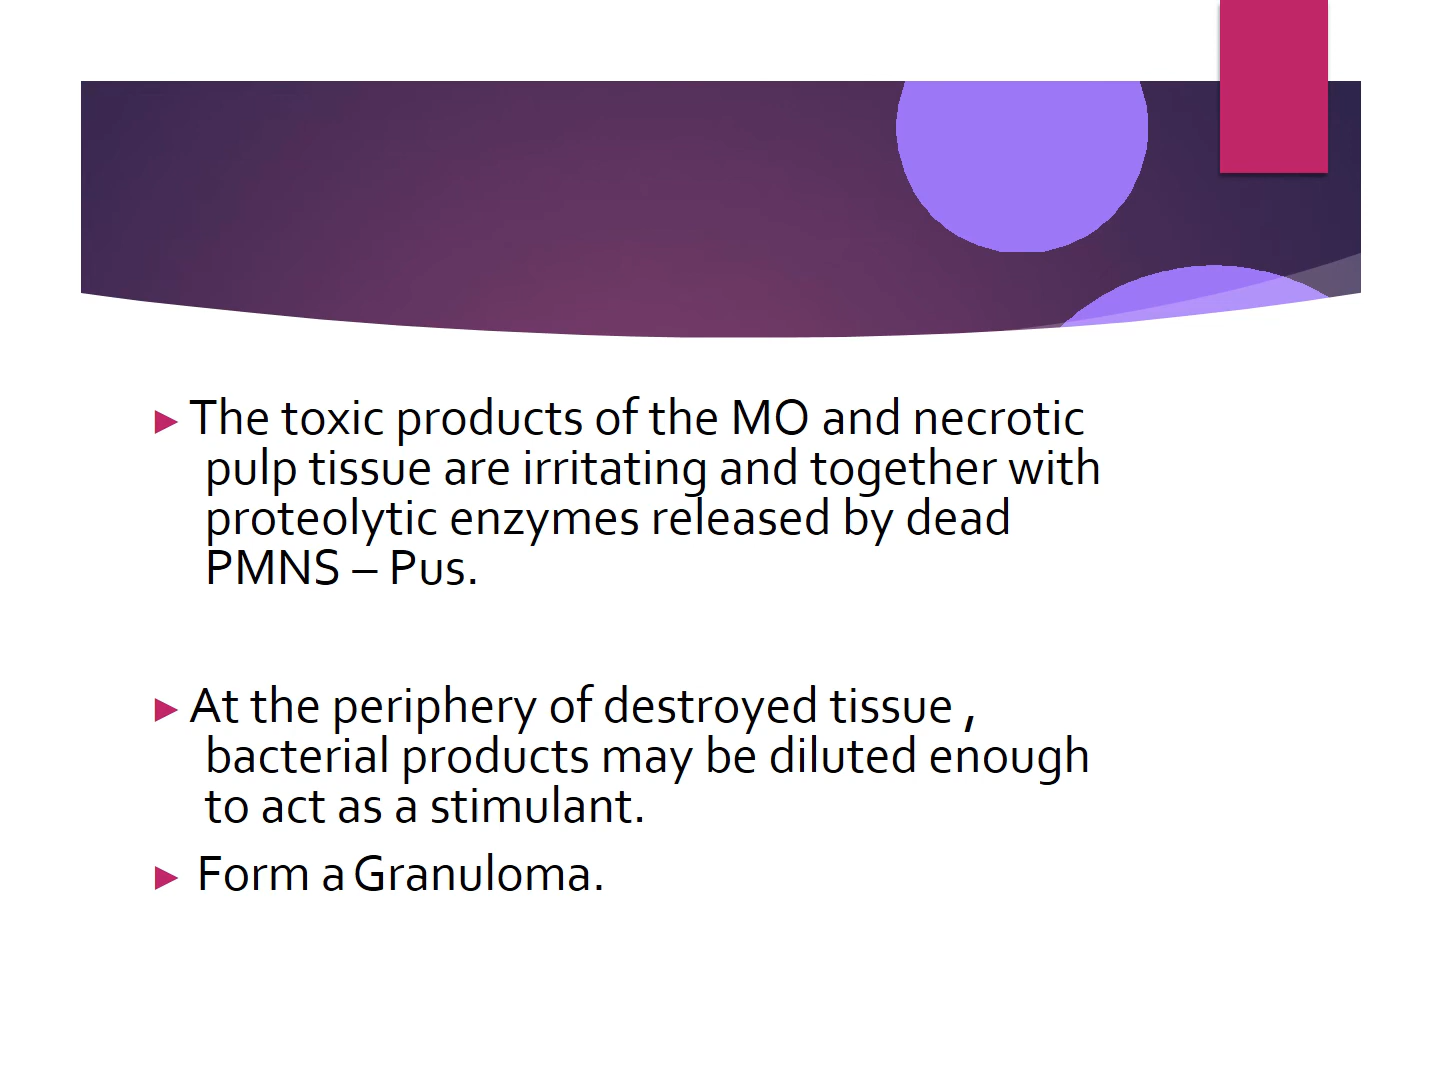 The toxic products of the MO and necrotic
pulp tissue are irritating and together with
proteolytic enzymes released by dead
PMNS – Pus.
At the periphery of destroyed tissue ,
bacterial products may be diluted enough
to act as a stimulant.
Form a Granuloma.